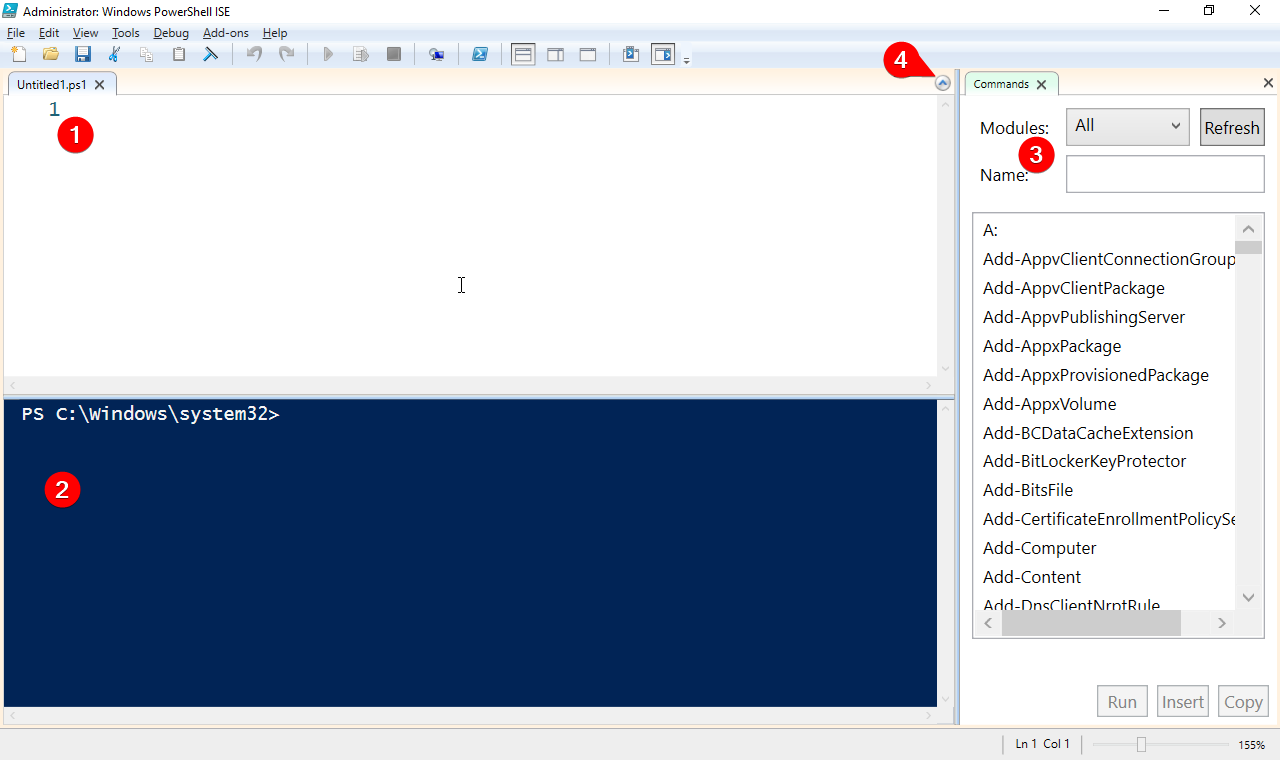 Administrator: Windows PowerShell ISE
File Edit View Tools Debug Add-ons Help
4
Untitled1.ps1
Commands
1
1
Modules: All Refresh
3
Name:
A:
Add-AppvClientConnectionGroup
Add-AppvClientPackage
Add-AppvPublishingServer
Add-AppxPackage
Add-AppxProvisionedPackage
Add-AppxVolume
PS C:\Windows\system32>
Add-BCDataCacheExtension
Add-BitLockerKeyProtector
2
Add-BitsFile
Add-CertificateEnrollmentPolicySe
Add-Computer
Add-Content
Add-DnsClientNrptRule
Run Insert Copy
Ln 1 Col 1
155%